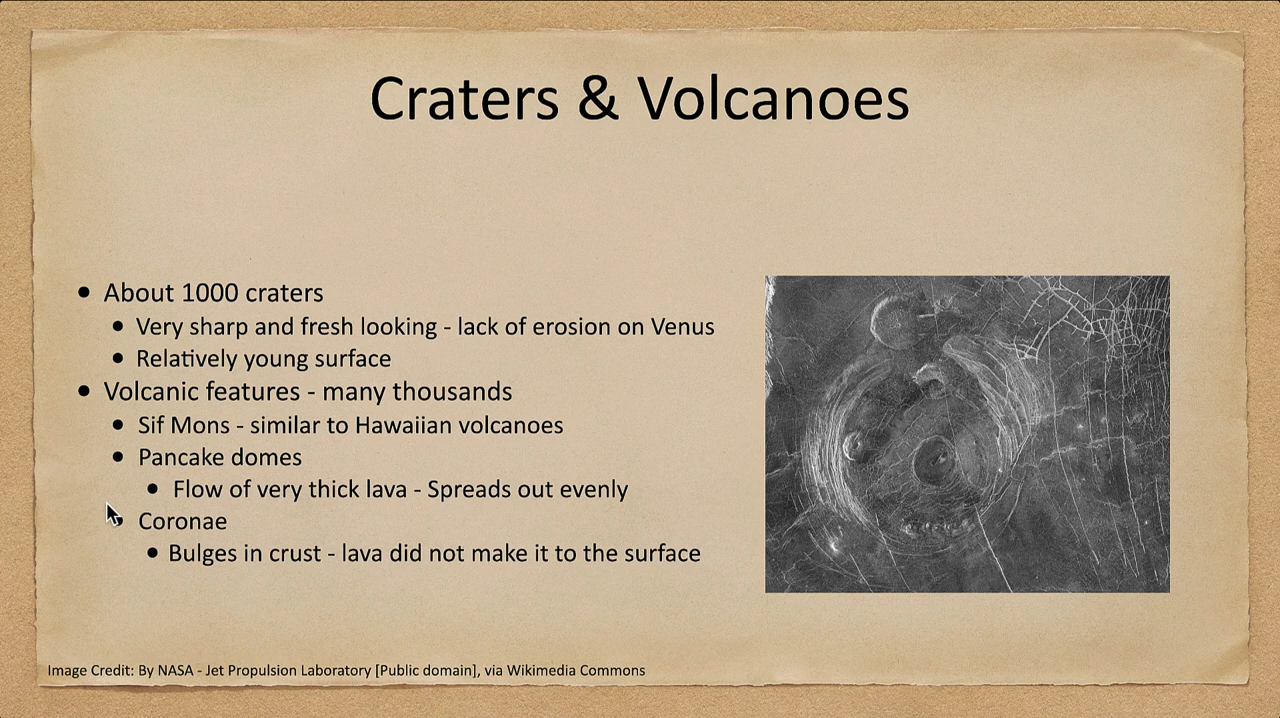 Craters & Volcanoes
• About 1000 craters
• Very sharp and fresh looking - lack of erosion on Venus
• Relatively young surface
• Volcanic features - many thousands
• Sif Mons - similar to Hawaiian volcanoes
• Pancake domes
• Flow of very thick lava - Spreads out evenly
• Coronae
• Bulges in crust - lava did not make it to the surface
Image Credit: By NASA - Jet Propulsion Laboratory [Public domain], via Wikimedia Commons